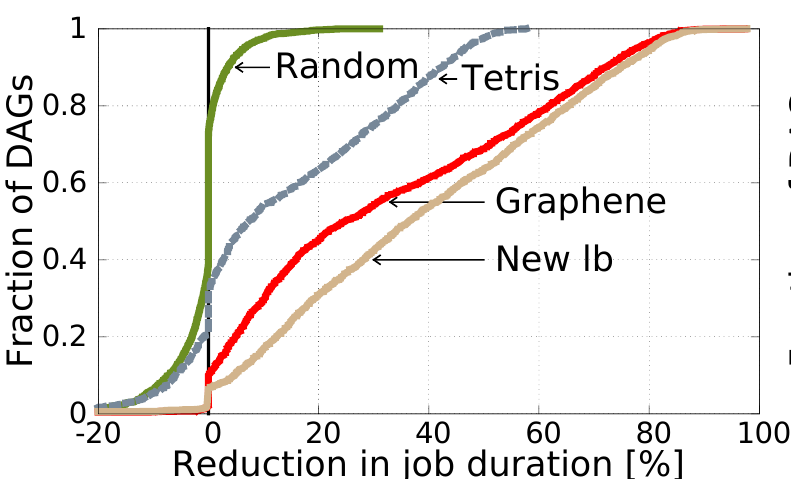 1
0.8
0.6
0.4
0.2
0
Fraction of DAGs
Random
Tetris
Graphene
New lb
-20 0 20 40 60 80 100
Reduction in job duration [%]